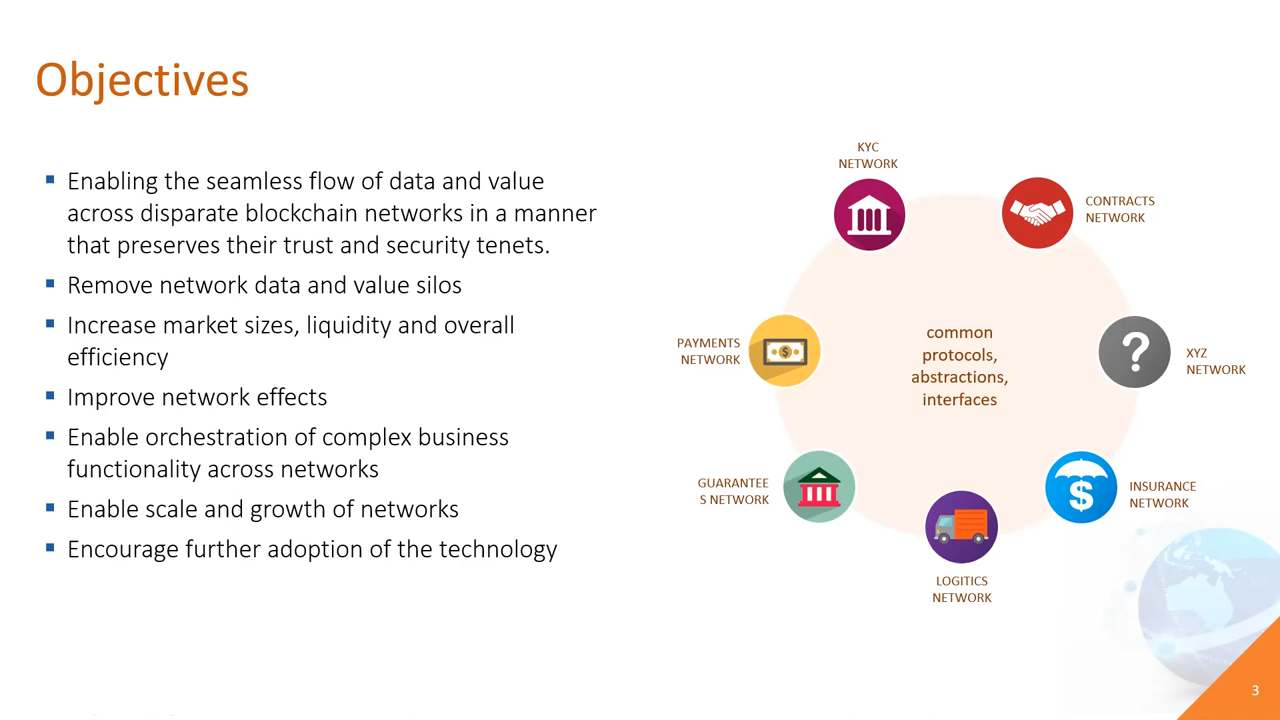 Objectives
Enabling the seamless flow of data and value
across disparate blockchain networks in a manner
that preserves their trust and security tenets.
Remove network data and value silos
Increase market sizes, liquidity and overall
efficiency
Improve network effects
Enable orchestration of complex business
functionality across networks
Enable scale and growth of networks
Encourage further adoption of the technology
KYC
NETWORK
CONTRACTS
NETWORK
PAYMENTS
NETWORK
common
protocols,
abstractions,
interfaces
?
XYZ
NETWORK
GUARANTEE
S NETWORK
$
INSURANCE
NETWORK
LOGITICS
NETWORK
3